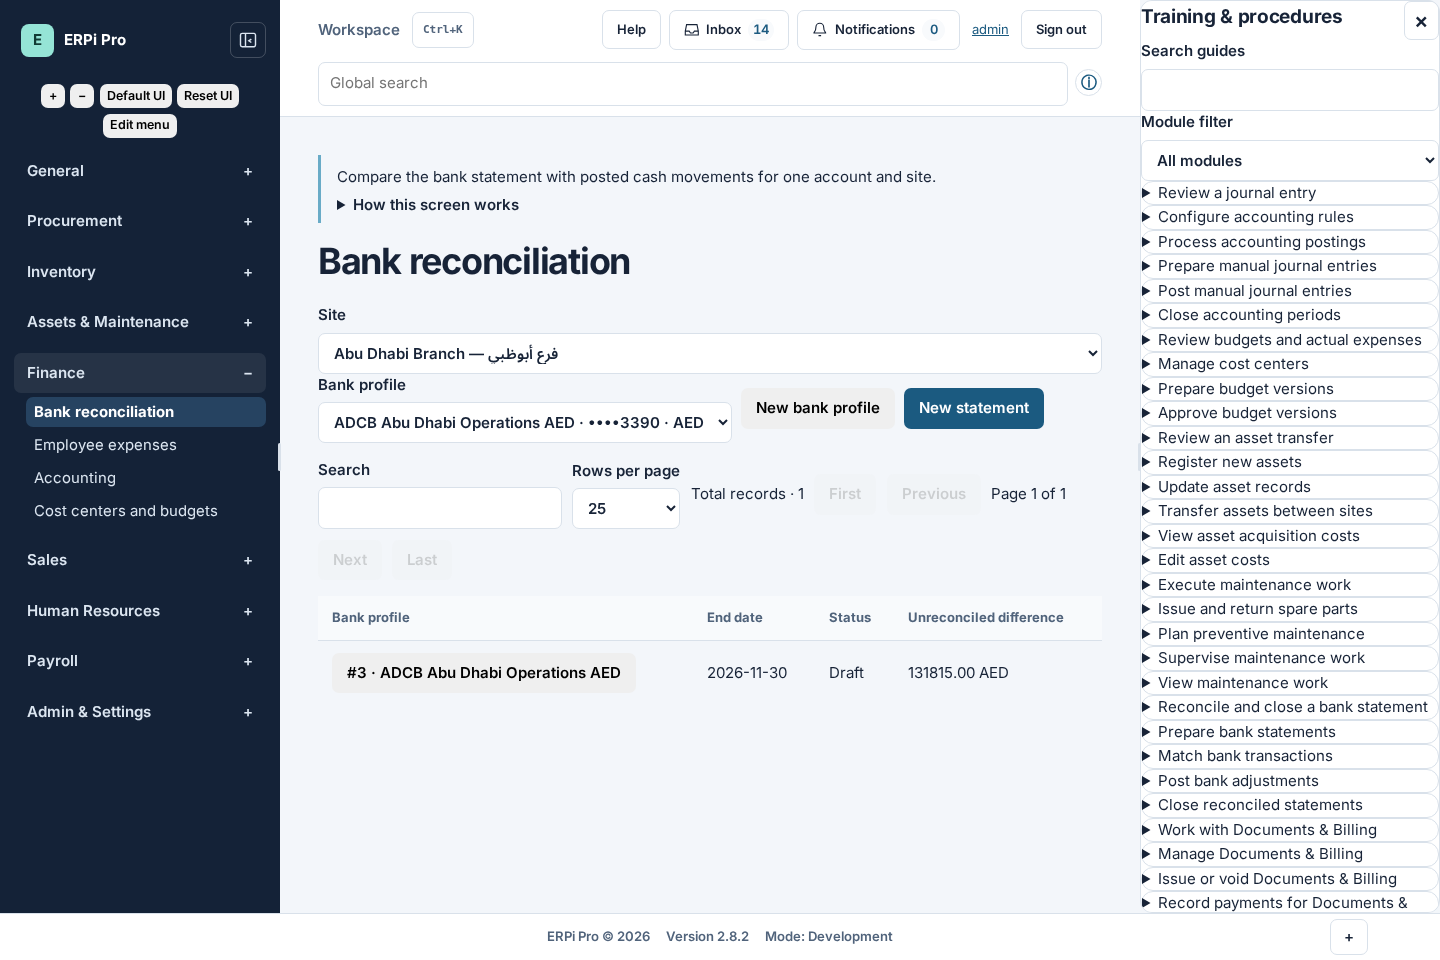 E ERPi Pro
+ − Default UI Reset UI
Edit menu
General +
Procurement +
Inventory +
Assets & Maintenance +
Finance −
Bank reconciliation
Employee expenses
Accounting
Cost centers and budgets
Sales +
Human Resources +
Payroll +
Admin & Settings +
Workspace Ctrl+K Help Inbox 14 Notifications 0 admin Sign out
Global search
Compare the bank statement with posted cash movements for one account and site.
How this screen works
Bank reconciliation
Site
Abu Dhabi Branch — فرع أبوظبي
Bank profile
ADCB Abu Dhabi Operations AED · ••••3390 · AED New bank profile New statement
Search Rows per page
25 Total records · 1 First Previous Page 1 of 1
Next Last
Bank profile End date Status Unreconciled difference
#3 · ADCB Abu Dhabi Operations AED 2026-11-30 Draft 131815.00 AED
Training & procedures ×
Search guides
Module filter
All modules
Review a journal entry
Configure accounting rules
Process accounting postings
Prepare manual journal entries
Post manual journal entries
Close accounting periods
Review budgets and actual expenses
Manage cost centers
Prepare budget versions
Approve budget versions
Review an asset transfer
Register new assets
Update asset records
Transfer assets between sites
View asset acquisition costs
Edit asset costs
Execute maintenance work
Issue and return spare parts
Plan preventive maintenance
Supervise maintenance work
View maintenance work
Reconcile and close a bank statement
Prepare bank statements
Match bank transactions
Post bank adjustments
Close reconciled statements
Work with Documents & Billing
Manage Documents & Billing
Issue or void Documents & Billing
Record payments for Documents &
ERPi Pro © 2026 Version 2.8.2 Mode: Development +